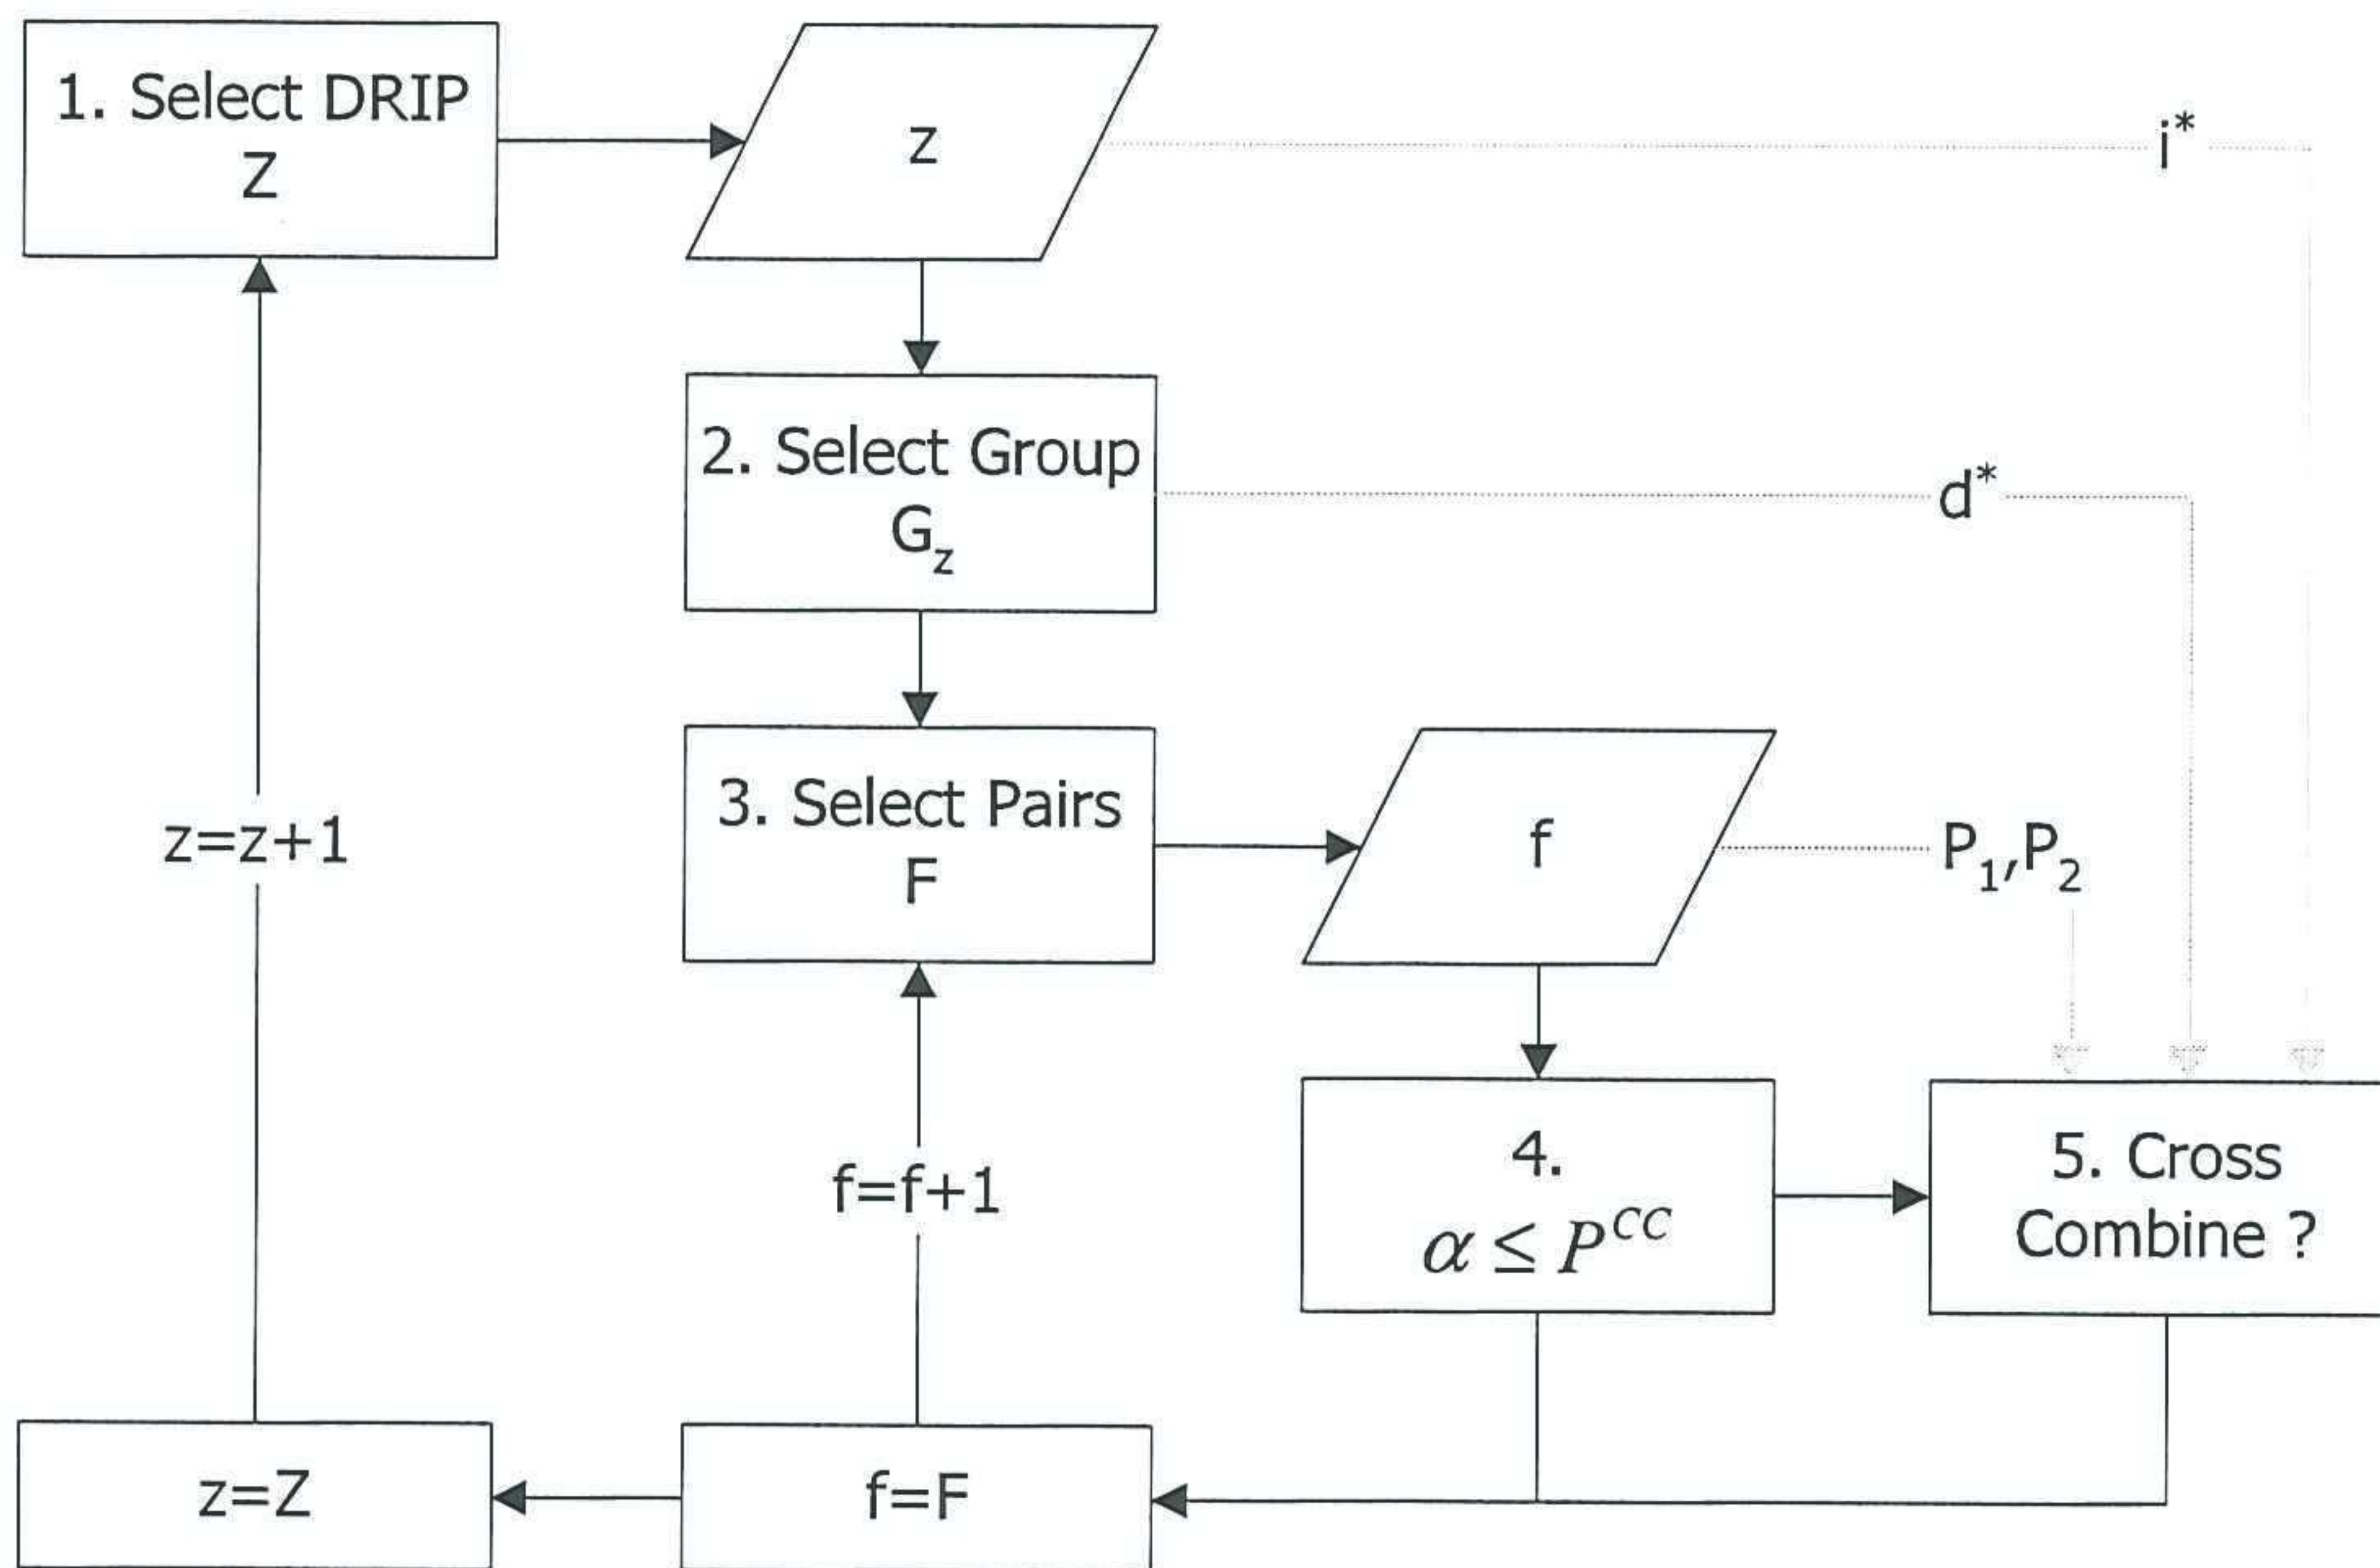 1. Select DRIP
Z
z
i*
2. Select Group
G_z
d*
3. Select Pairs
F
f
P_1,P_2
z=z+1
f=f+1
4.
α ≤ P^CC
5. Cross
Combine ?
z=Z
f=F